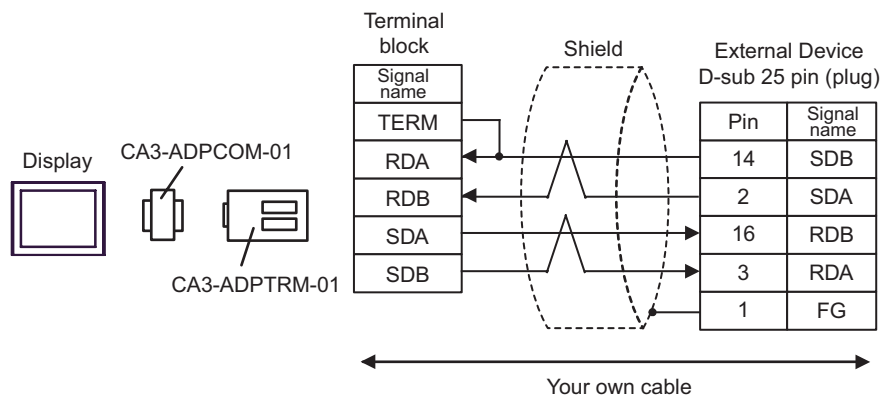 Terminal
block
Shield
External Device
D-sub 25 pin (plug)
Signal
name
TERM
RDA
RDB
SDA
SDB
Pin
Signal
name
14 SDB
2 SDA
16 RDB
3 RDA
1 FG
Display
CA3-ADPCOM-01
CA3-ADPTRM-01
Your own cable